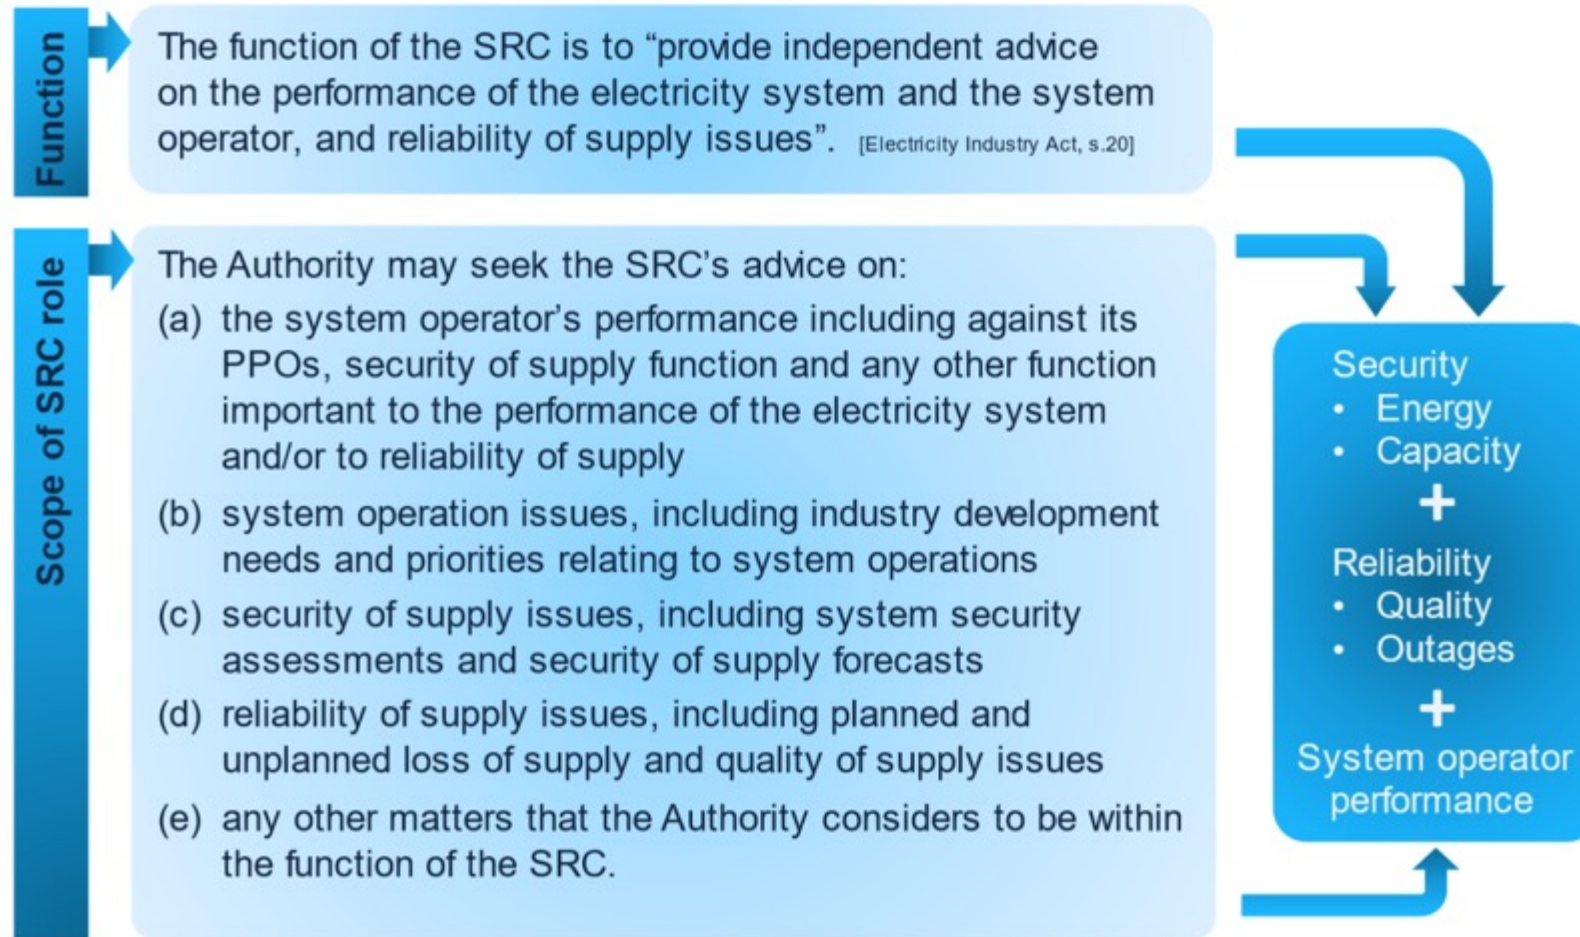 Function
The function of the SRC is to “provide independent advice
on the performance of the electricity system and the system
operator, and reliability of supply issues”. [Electricity Industry Act, s.20]
Scope of SRC role
The Authority may seek the SRC’s advice on:
(a) the system operator’s performance including against its
PPOs, security of supply function and any other function
important to the performance of the electricity system
and/or to reliability of supply
(b) system operation issues, including industry development
needs and priorities relating to system operations
(c) security of supply issues, including system security
assessments and security of supply forecasts
(d) reliability of supply issues, including planned and
unplanned loss of supply and quality of supply issues
(e) any other matters that the Authority considers to be within
the function of the SRC.
Security
• Energy
• Capacity
+
Reliability
• Quality
• Outages
+
System operator
performance